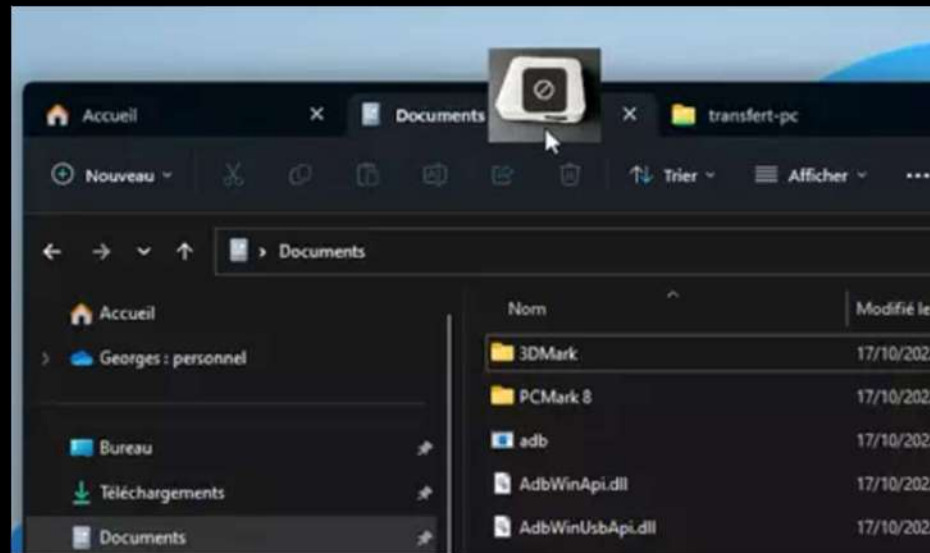 Accueil
Documents
transfert-pc
Nouveau
Trier
Afficher
Documents
Accueil
Georges : personnel
Bureau
Téléchargements
Documents
Nom
Modifié le
3DMark
17/10/202
PCMark 8
17/10/202
adb
17/10/202
AdbWinApi.dll
17/10/202
AdbWinUsbApi.dll
17/10/202